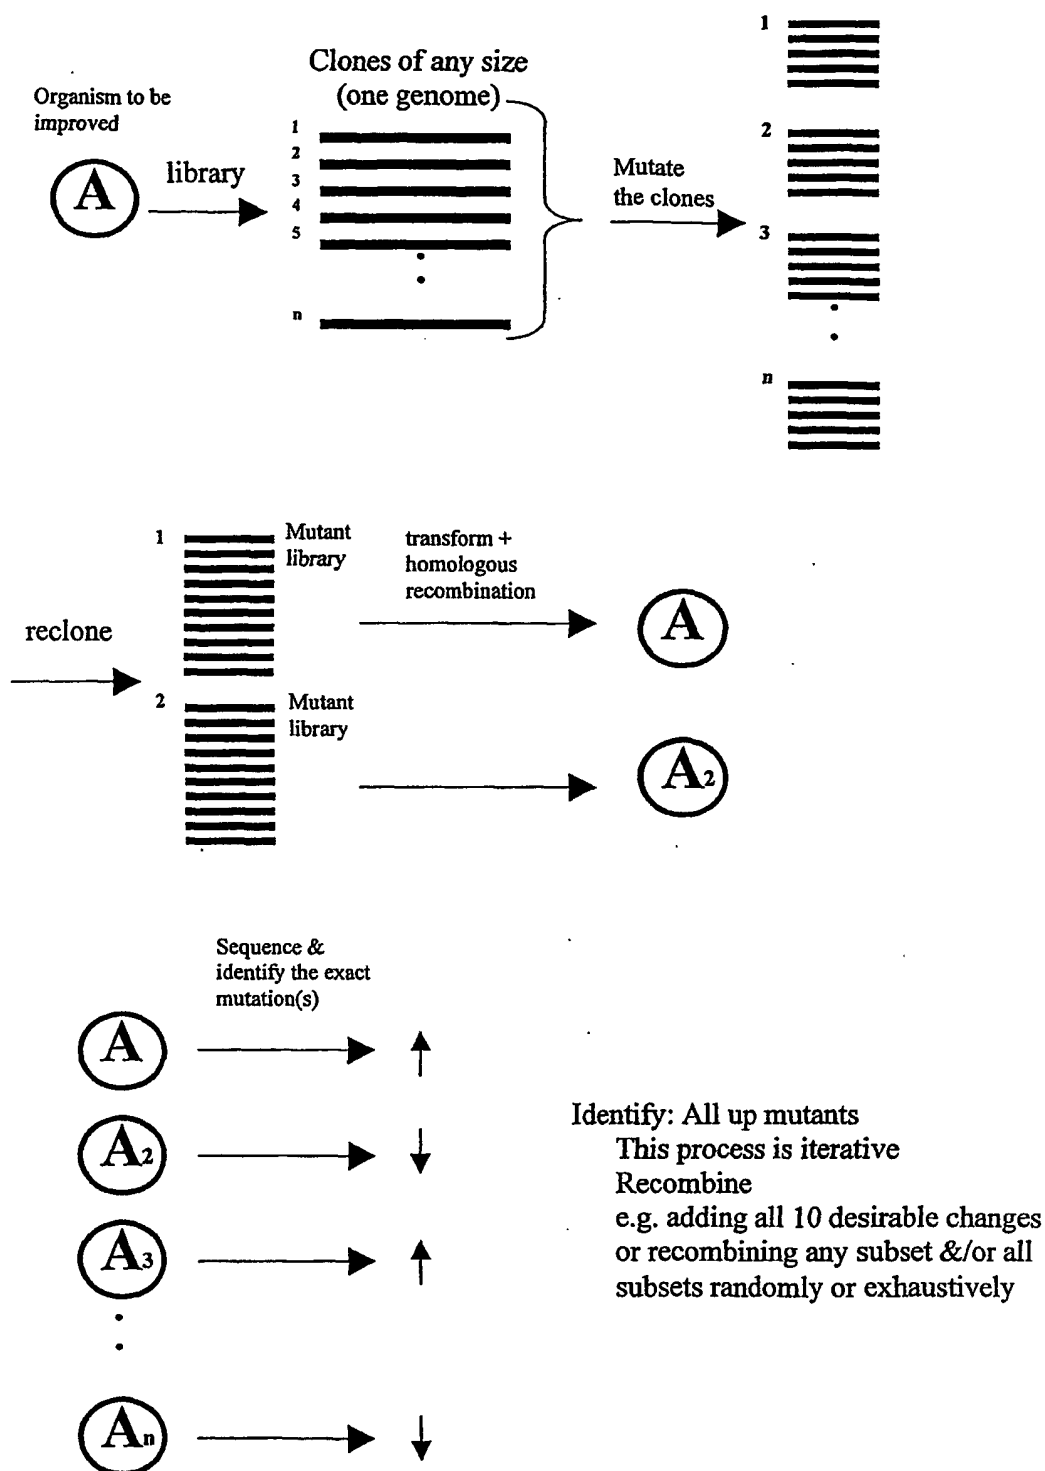 Organism to be
improved
A
library
Clones of any size
(one genome)
1
2
3
4
5
n
Mutate
the clones
1
2
3
n
reclone
1
Mutant
library
2
Mutant
library
transform +
homologous
recombination
A
A2
Sequence &
identify the exact
mutation(s)
A
A2
A3
An
Identify: All up mutants
This process is iterative
Recombine
e.g. adding all 10 desirable changes
or recombining any subset &/or all
subsets randomly or exhaustively